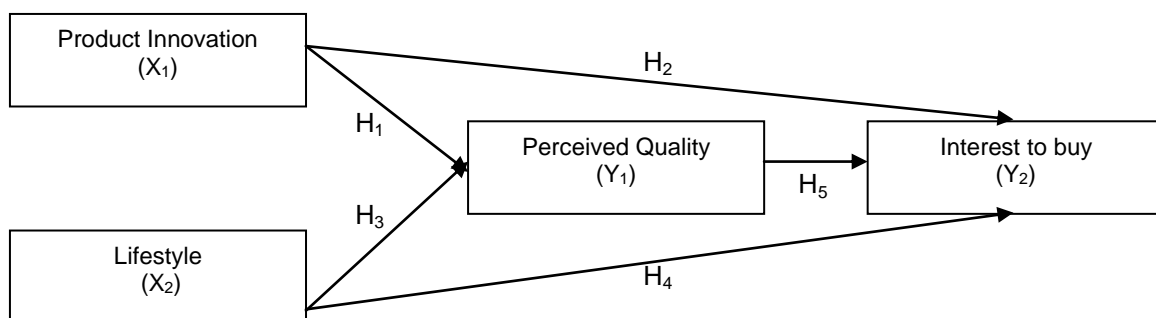 Product Innovation
(X₁)
H₂
H₁
Perceived Quality
(Y₁)
Interest to buy
(Y₂)
H₅
H₃
Lifestyle
(X₂)
H₄